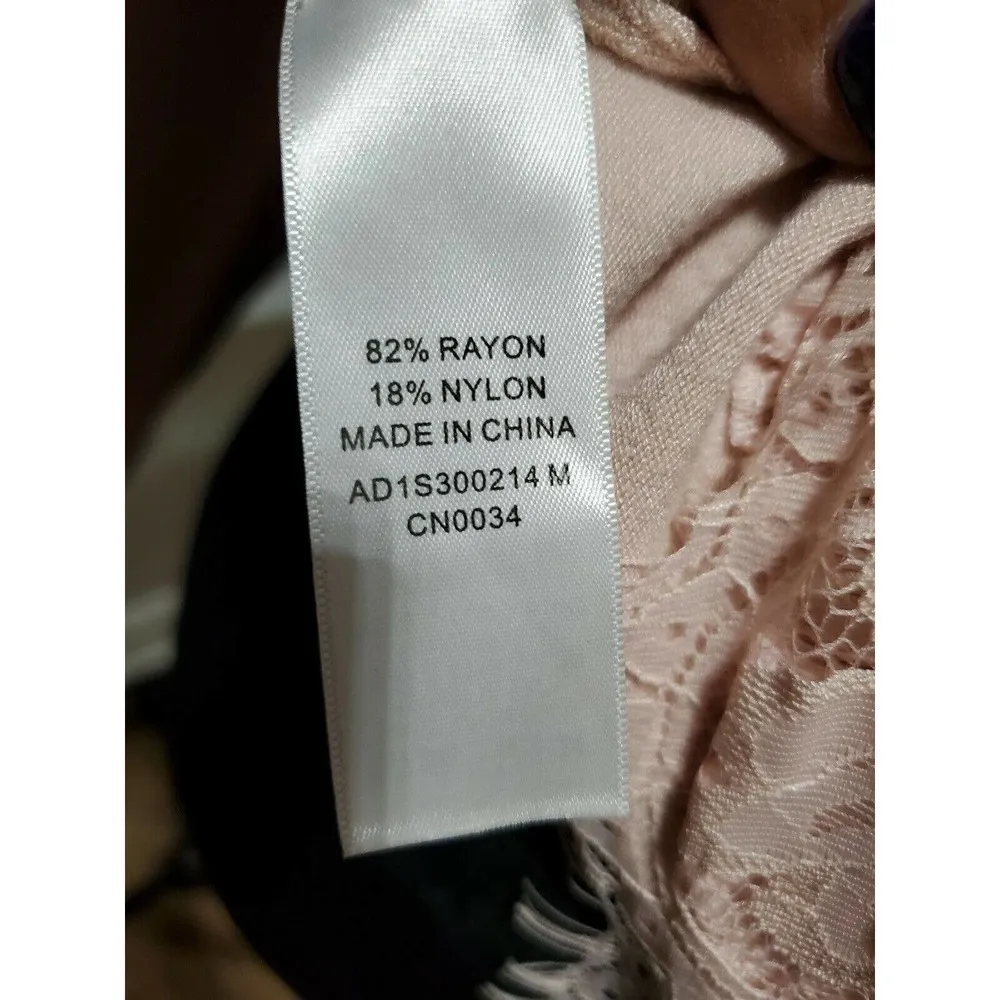 82% RAYON
18% NYLON
MADE IN CHINA
AD1S300214 M
CN0034